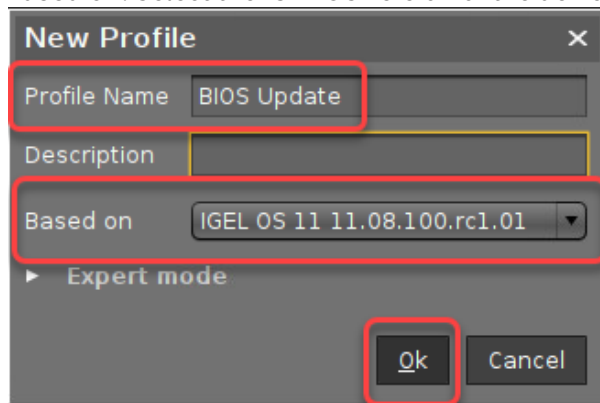 New Profile
Profile Name BIOS Update
Description
Based on IGEL OS 11 11.08.100.rc1.01
Expert mode
Ok Cancel